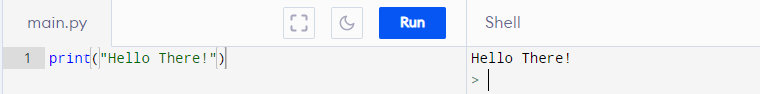 main.py Run Shell
1 print("Hello There!") Hello There!
>